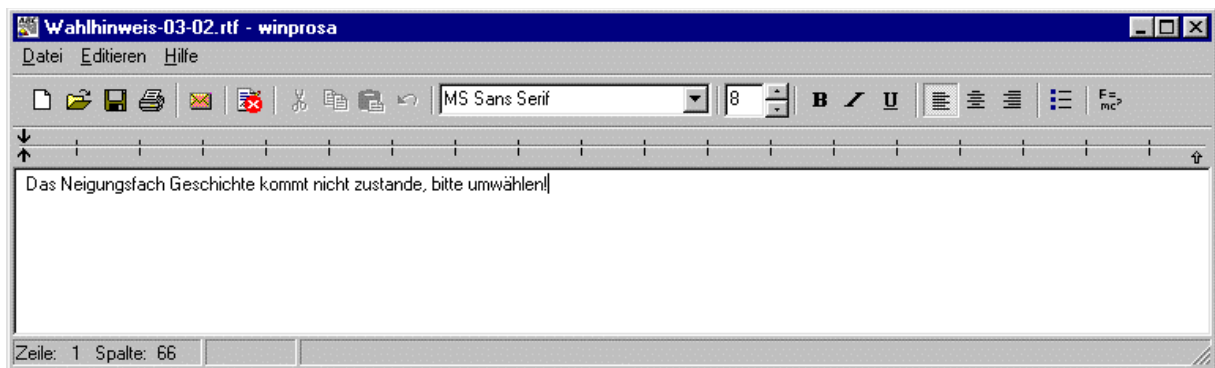 Wahlhinweis-03-02.rtf - winprosa
Datei Editieren Hilfe
MS Sans Serif 8 B I U F= mc²
Das Neigungsfach Geschichte kommt nicht zustande, bitte umwählen!
Zeile: 1 Spalte: 66